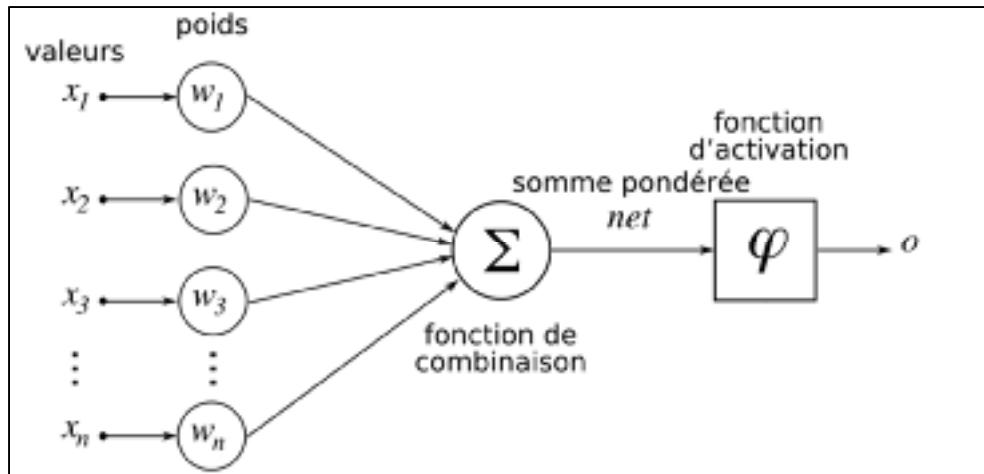 valeurs
poids
x1
w1
x2
w2
x3
w3
⋮
⋮
xn
wn
Σ
fonction de
combinaison
somme pondérée
net
fonction
d'activation
φ
o